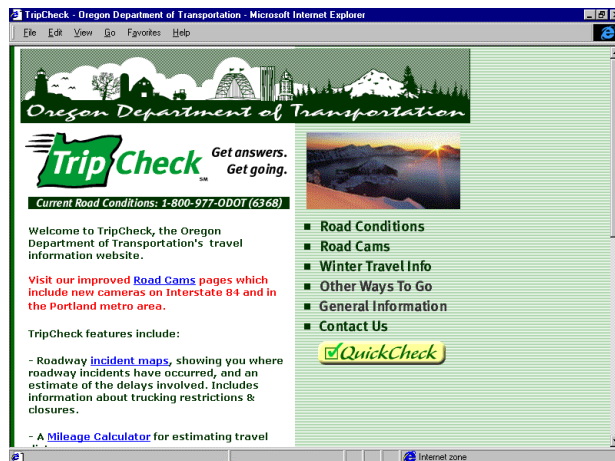 TripCheck - Oregon Department of Transportation - Microsoft Internet Explorer
File Edit View Go Favorites Help
Oregon Department of Transportation
TripCheck SM
Get answers.
Get going.
Current Road Conditions: 1-800-977-ODOT (6368)
Welcome to TripCheck, the Oregon
Department of Transportation's travel
information website.
Visit our improved Road Cams pages which
include new cameras on Interstate 84 and in
the Portland metro area.
TripCheck features include:
- Roadway incident maps, showing you where
roadway incidents have occurred, and an
estimate of the delays involved. Includes
information about trucking restrictions &
closures.
- A Mileage Calculator for estimating travel
Road Conditions
Road Cams
Winter Travel Info
Other Ways To Go
General Information
Contact Us
QuickCheck
Internet zone